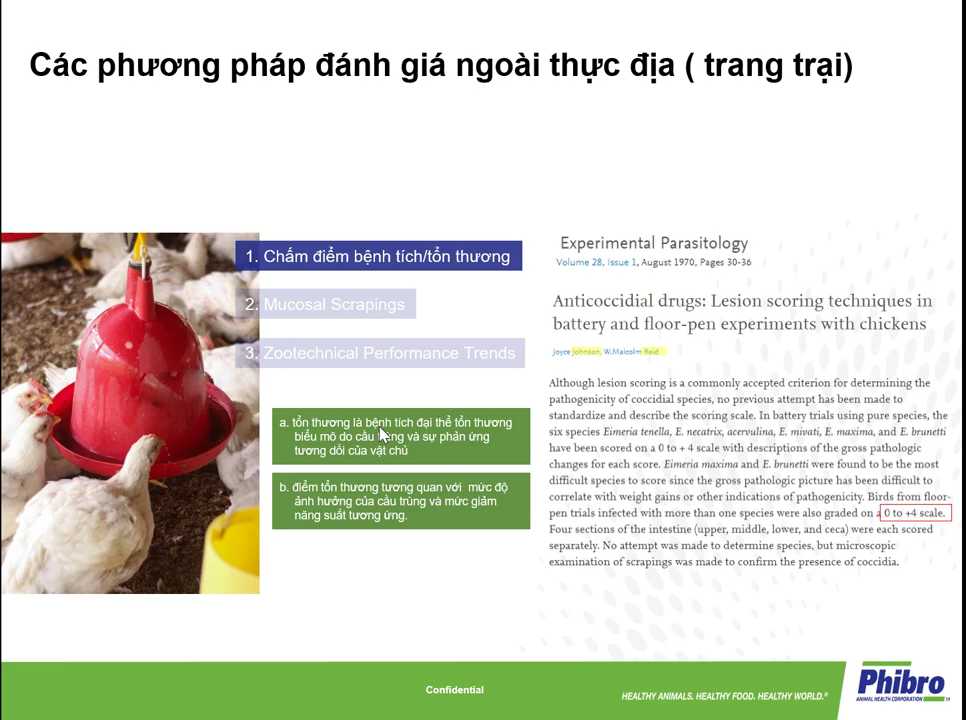 Các phương pháp đánh giá ngoài thực địa ( trang trại)
1. Chấm điểm bệnh tích/tổn thương
2. Mucosal Scrapings
3. Zootechnical Performance Trends
a. tổn thương là bệnh tích đại thể tổn thương
biểu mô do cầu trùng và sự phản ứng
tương dối của vật chủ
b. điểm tổn thương tương quan với mức độ
ảnh hưởng của cầu trùng và mức giảm
năng suất tương ứng.
Experimental Parasitology
Volume 28, Issue 1, August 1970, Pages 30-36
Anticoccidial drugs: Lesion scoring techniques in
battery and floor-pen experiments with chickens
Joyce Johnson, W.Malcolm Reid
Although lesion scoring is a commonly accepted criterion for determining the
pathogenicity of coccidial species, no previous attempt has been made to
standardize and describe the scoring scale. In battery trials using pure species, the
six species Eimeria tenella, E. necatrix, acervulina, E. mivati, E. maxima, and E. brunetti
have been scored on a 0 to + 4 scale with descriptions of the gross pathologic
changes for each score. Eimeria maxima and E. brunetti were found to be the most
difficult species to score since the gross pathologic picture has been difficult to
correlate with weight gains or other indications of pathogenicity. Birds from floor-
pen trials infected with more than one species were also graded on a 0 to +4 scale.
Four sections of the intestine (upper, middle, lower, and ceca) were each scored
separately. No attempt was made to determine species, but microscopic
examination of scrapings was made to confirm the presence of coccidia.
Confidential
HEALTHY ANIMALS. HEALTHY FOOD. HEALTHY WORLD.®
Phibro
ANIMAL HEALTH CORPORATION